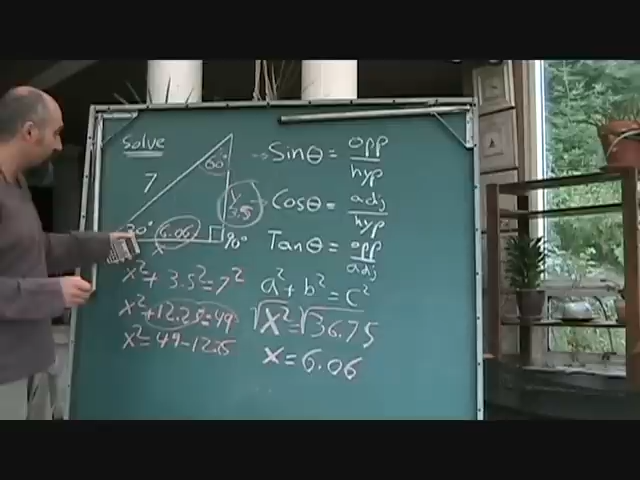 Solve
7
60°
y
3.5
30°
6.06
x
90°
Sinθ = opp/hyp
Cosθ = adj/hyp
Tanθ = opp/adj
x² + 3.5² = 7²
x² + 12.25 = 49
x² = 49 - 12.25
a² + b² = c²
√x² = √36.75
x = 6.06